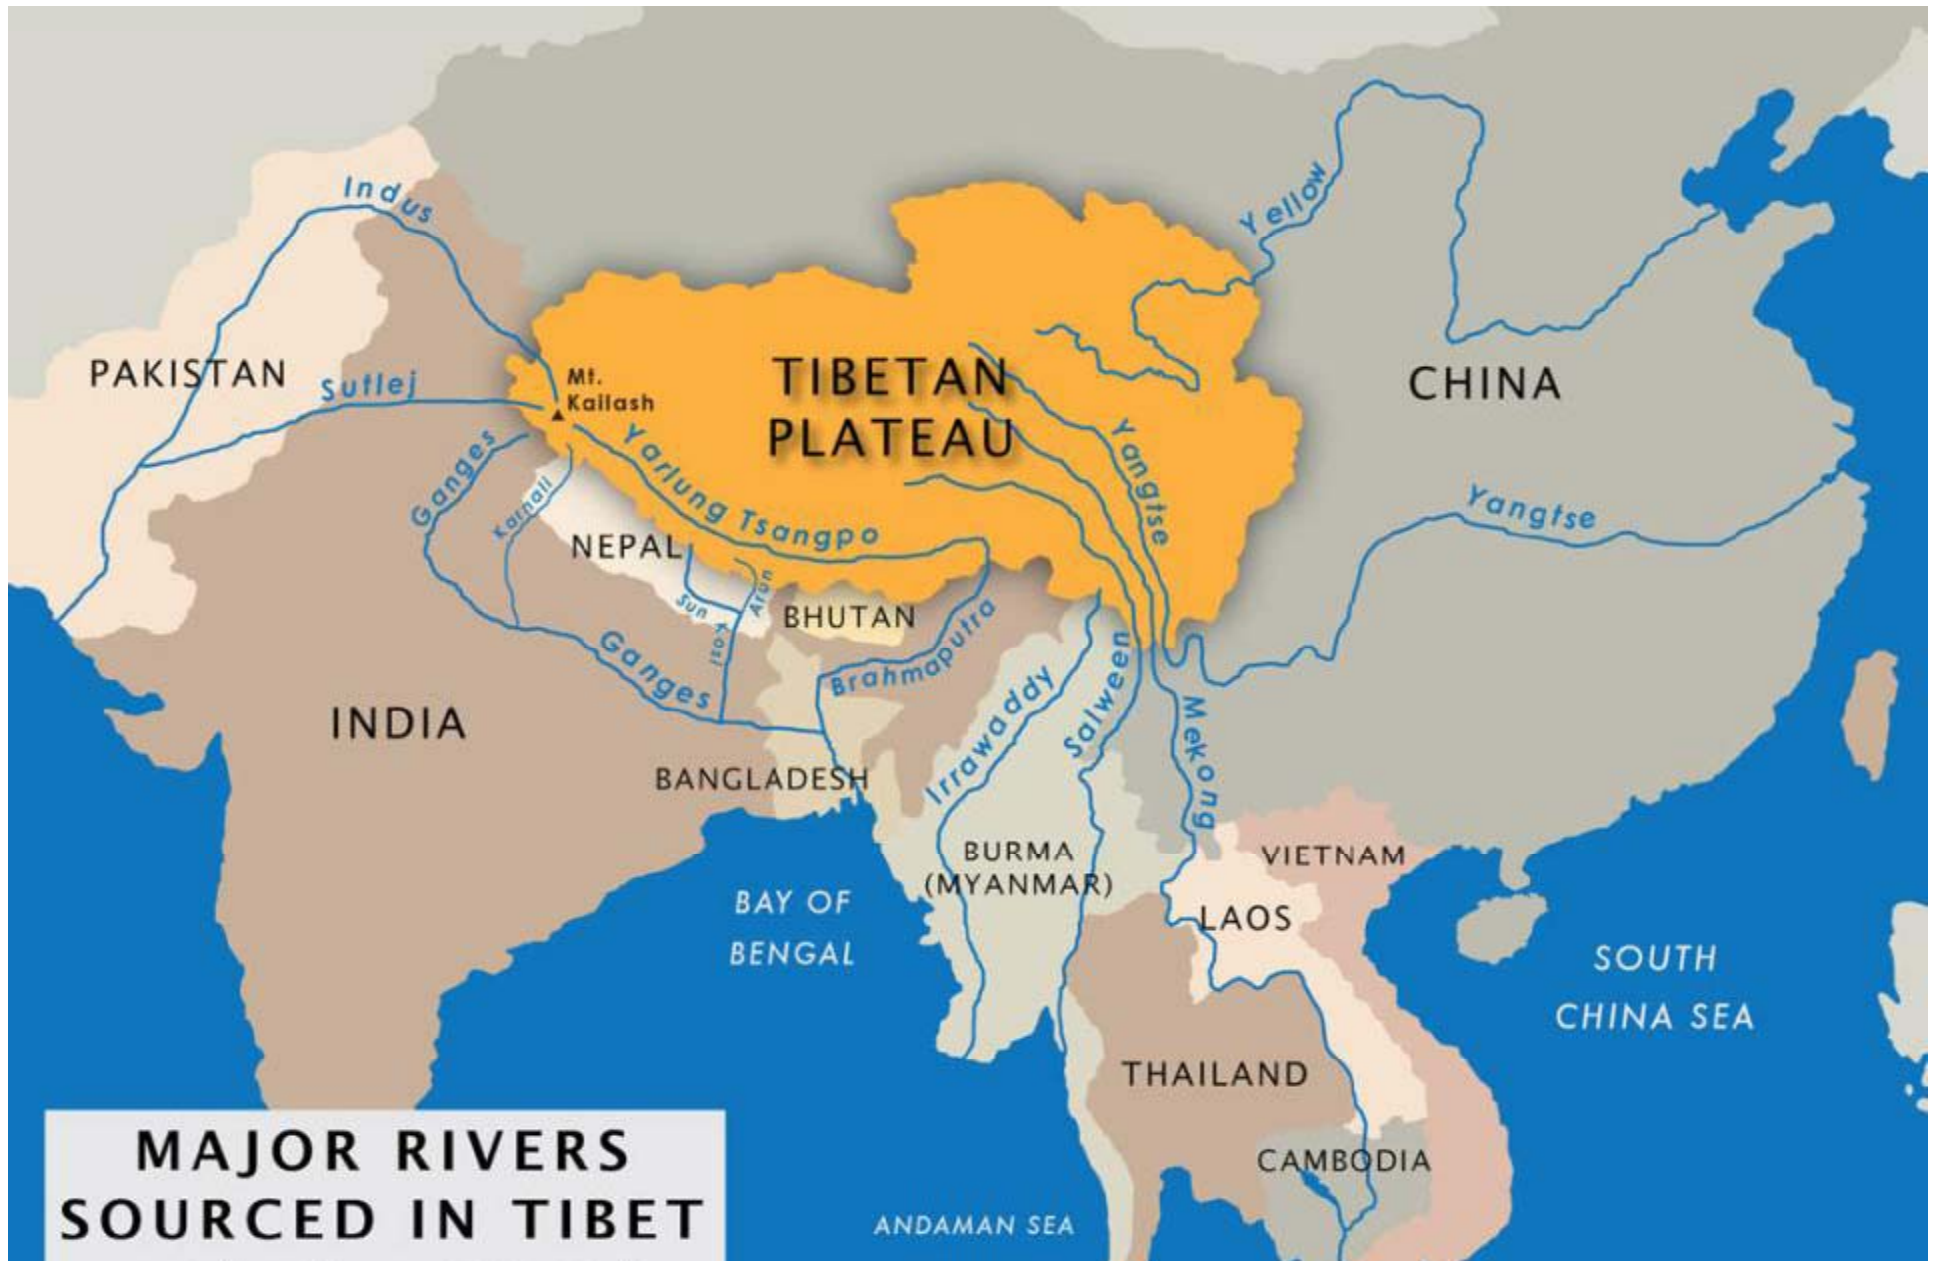 Indus
Yellow
PAKISTAN
Sutlej
Mt.
Kailash
TIBETAN
PLATEAU
CHINA
Ganges
Karnali
Yarlung Tsangpo
Yangtse
Yangtse
NEPAL
Sun Kosi
Arun
BHUTAN
Ganges
Brahmaputra
INDIA
Irrawaddy
Salween
Mekong
BANGLADESH
BURMA
(MYANMAR)
VIETNAM
LAOS
BAY OF
BENGAL
SOUTH
CHINA SEA
THAILAND
CAMBODIA
ANDAMAN SEA
MAJOR RIVERS
SOURCED IN TIBET